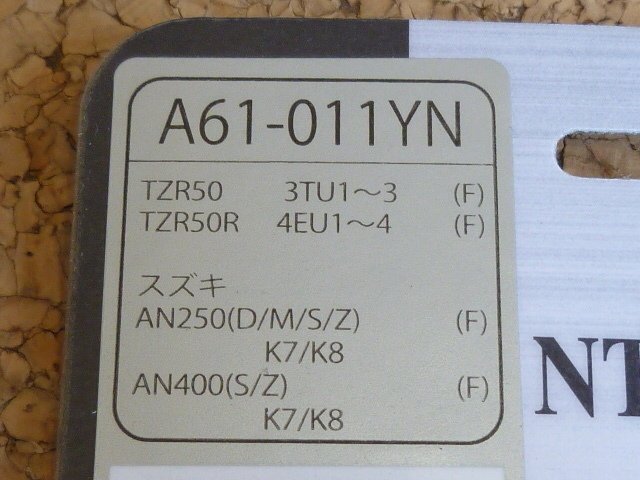 A61-011YN
TZR50 3TU1～3 (F)
TZR50R 4EU1～4 (F)
スズキ
AN250(D/M/S/Z) (F)
K7/K8
AN400(S/Z) (F)
K7/K8
NT